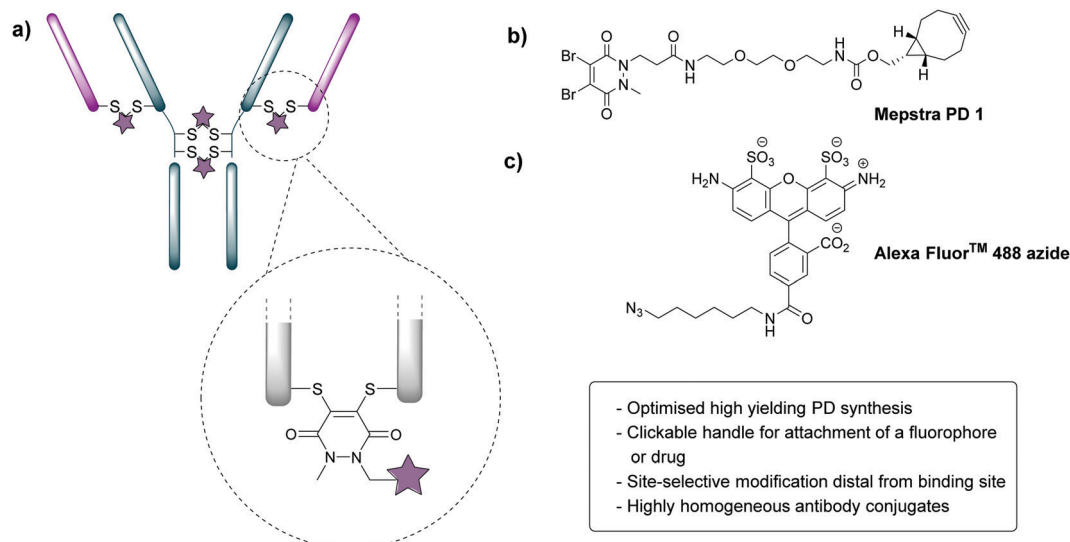 a)
S S
S S
S S
S S
S S
O O
N N
b)
Br
Br
O
O
N
N
O
N
H
O
O
H
N
O
O
H
H
Mepstra PD 1
c)
⊖
SO3
⊖
SO3
H2N
O
⊕
NH2
⊖
CO2
Alexa Fluor™ 488 azide
N3
N
H
O
- Optimised high yielding PD synthesis
- Clickable handle for attachment of a fluorophore
or drug
- Site-selective modification distal from binding site
- Highly homogeneous antibody conjugates